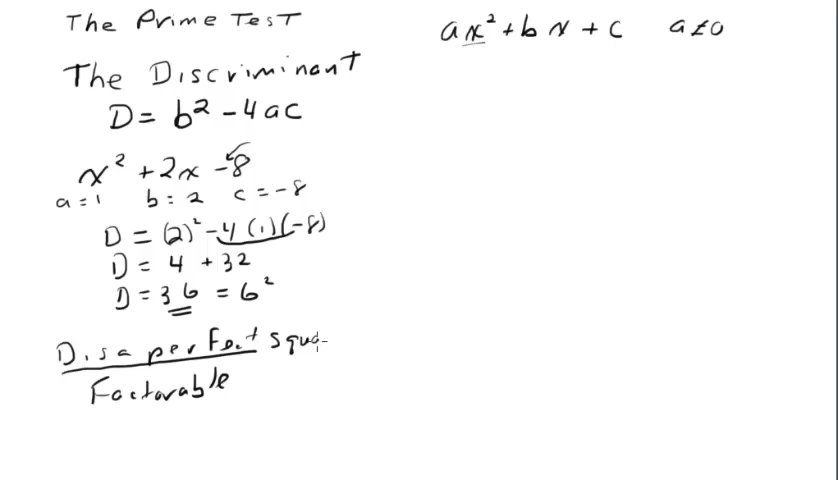 The Prime Test
ax² + bx + c a≠0
The Discriminant
D = b² - 4ac
x² + 2x - 8
a = 1 b = 2 c = -8
D = (2)² - 4(1)(-8)
D = 4 + 32
D = 36 = 6²
D is a perfect squa
Factorable